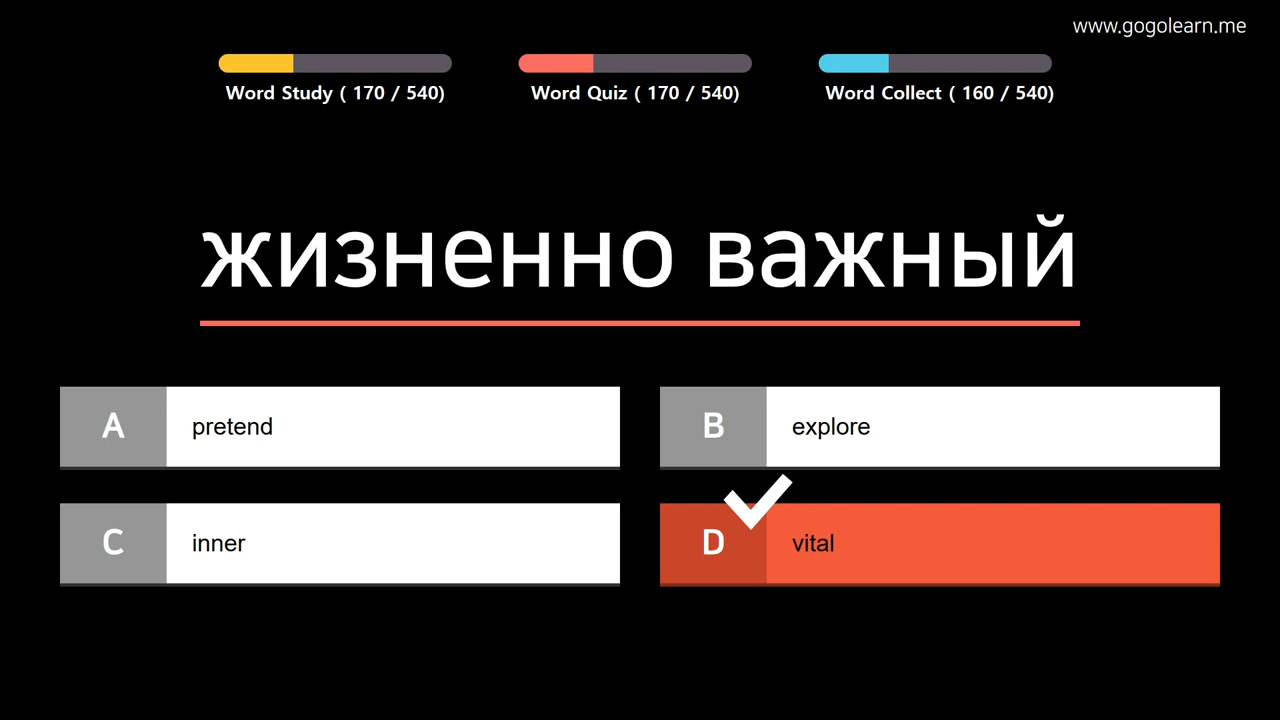 www.gogolearn.me
Word Study ( 170 / 540)
Word Quiz ( 170 / 540)
Word Collect ( 160 / 540)
жизненно важный
A pretend
B explore
C inner
D vital